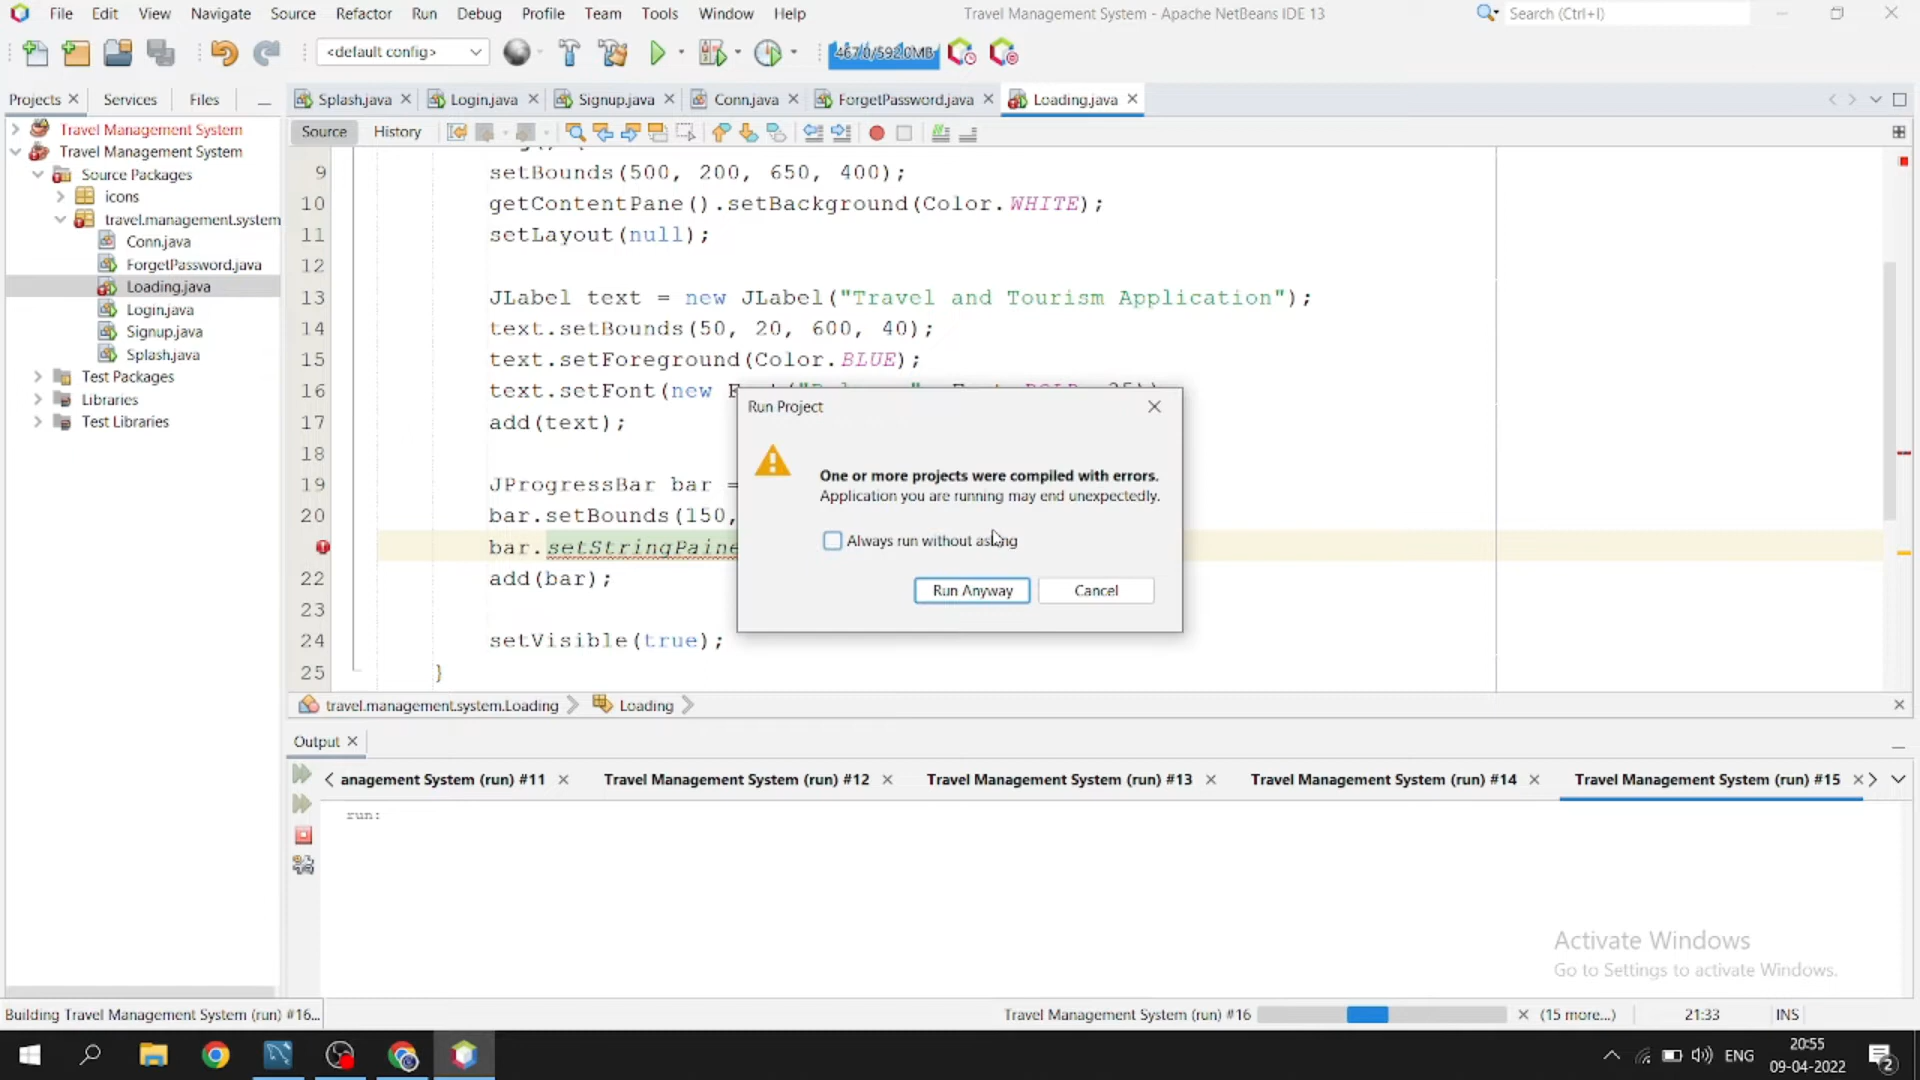 File Edit View Navigate Source Refactor Run Debug Profile Team Tools Window Help
Travel Management System - Apache NetBeans IDE 13
Search (Ctrl+I)
<default config>
467.0/592.0MB
Projects Services Files
Splash.java Login.java Signup.java Conn.java ForgetPassword.java Loading.java
Travel Management System
Travel Management System
Source Packages
icons
travel.management.system
Conn.java
ForgetPassword.java
Loading.java
Login.java
Signup.java
Splash.java
Test Packages
Libraries
Test Libraries
Source History
9 setBounds(500, 200, 650, 400);
10 getContentPane().setBackground(Color.WHITE);
11 setLayout(null);
12
13 JLabel text = new JLabel("Travel and Tourism Application");
14 text.setBounds(50, 20, 600, 40);
15 text.setForeground(Color.BLUE);
16 text.setFont(new
17 add(text);
18
19 JProgressBar bar =
20 bar.setBounds(150,
bar.setStringPaine
22 add(bar);
23
24 setVisible(true);
25 }
Run Project
One or more projects were compiled with errors.
Application you are running may end unexpectedly.
Always run without asking
Run Anyway Cancel
travel.management.system.Loading Loading
Output
anagement System (run) #11 Travel Management System (run) #12 Travel Management System (run) #13 Travel Management System (run) #14 Travel Management System (run) #15
run:
Activate Windows
Go to Settings to activate Windows.
Building Travel Management System (run) #16...
Travel Management System (run) #16 (15 more...) 21:33 INS
ENG
20:55
09-04-2022
2